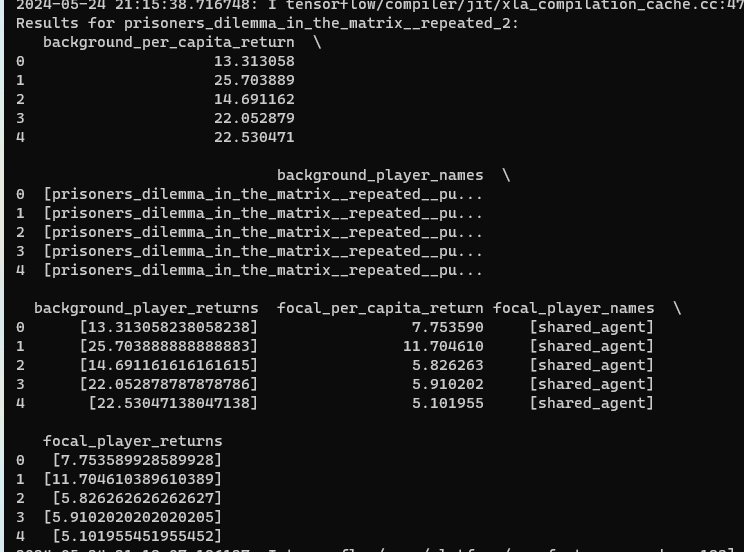 2024-05-24 21:15:38.716748: I tensorflow/compiler/jit/xla_compilation_cache.cc:47
Results for prisoners_dilemma_in_the_matrix__repeated_2:
   background_per_capita_return  \
0                     13.313058
1                     25.703889
2                     14.691162
3                     22.052879
4                     22.530471
                              background_player_names  \
0  [prisoners_dilemma_in_the_matrix__repeated__pu...
1  [prisoners_dilemma_in_the_matrix__repeated__pu...
2  [prisoners_dilemma_in_the_matrix__repeated__pu...
3  [prisoners_dilemma_in_the_matrix__repeated__pu...
4  [prisoners_dilemma_in_the_matrix__repeated__pu...
  background_player_returns  focal_per_capita_return focal_player_names  \
0      [13.313058238058238]                 7.753590     [shared_agent]
1      [25.703888888888883]                11.704610     [shared_agent]
2      [14.691161616161615]                 5.826263     [shared_agent]
3      [22.052878787878786]                 5.910202     [shared_agent]
4       [22.53047138047138]                 5.101955     [shared_agent]
   focal_player_returns
0   [7.753589928589928]
1  [11.704610389610389]
2   [5.826262626262627]
3  [5.9102020202020205]
4   [5.101955451955452]